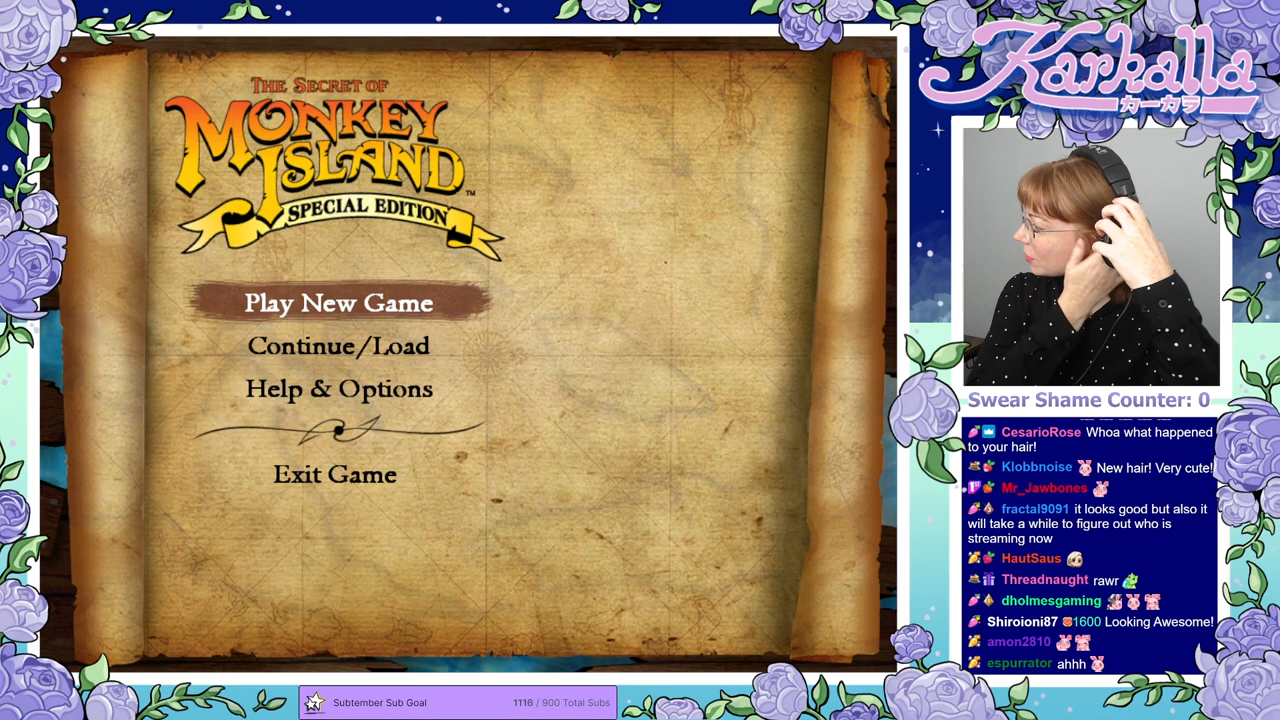 THE SECRET OF
MONKEY
ISLAND™
SPECIAL EDITION
Play New Game
Continue/Load
Help & Options
Exit Game
Karkalla
カーカラ
Swear Shame Counter: 0
CesarioRose Whoa what happened
to your hair!
Klobbnoise New hair! Very cute!
Mr_Jawbones
fractal9091 it looks good but also it
will take a while to figure out who is
streaming now
HautSaus
Threadnaught rawr
dholmesgaming
Shiroioni87 1600 Looking Awesome!
amon2810
espurrator ahhh
Subtember Sub Goal 1116 / 900 Total Subs